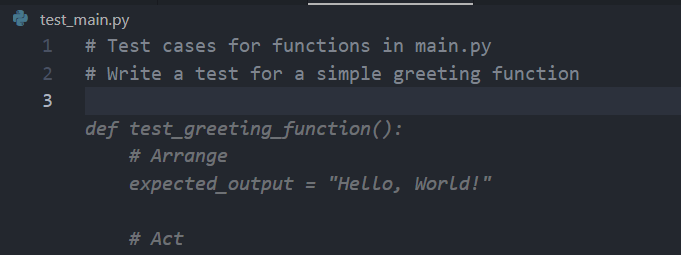 test_main.py
1 # Test cases for functions in main.py
2 # Write a test for a simple greeting function
3
def test_greeting_function():
# Arrange
expected_output = "Hello, World!"
# Act